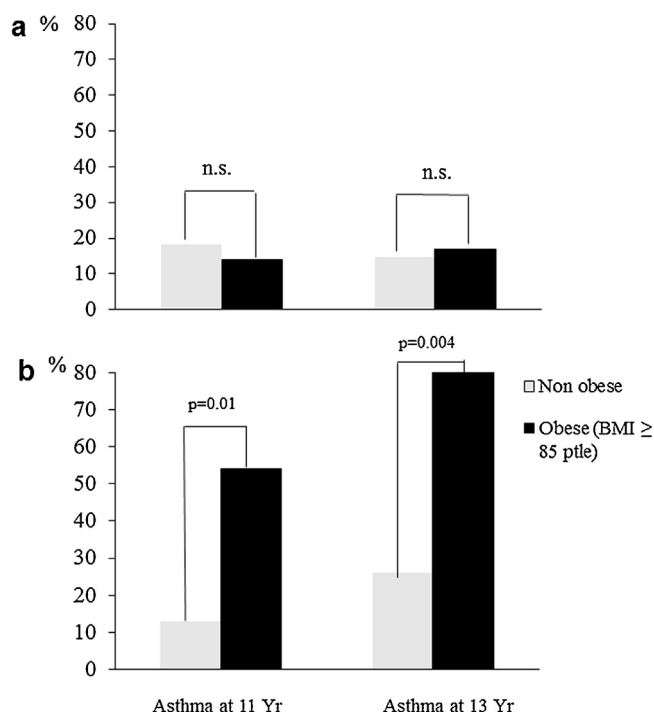 a % 80
70
60
50
40
30
20
10
0
n.s.
n.s.
b % 80
70
60
50
40
30
20
10
0
p=0.01
p=0.004
Non obese
Obese (BMI ≥
85 ptle)
Asthma at 11 Yr
Asthma at 13 Yr